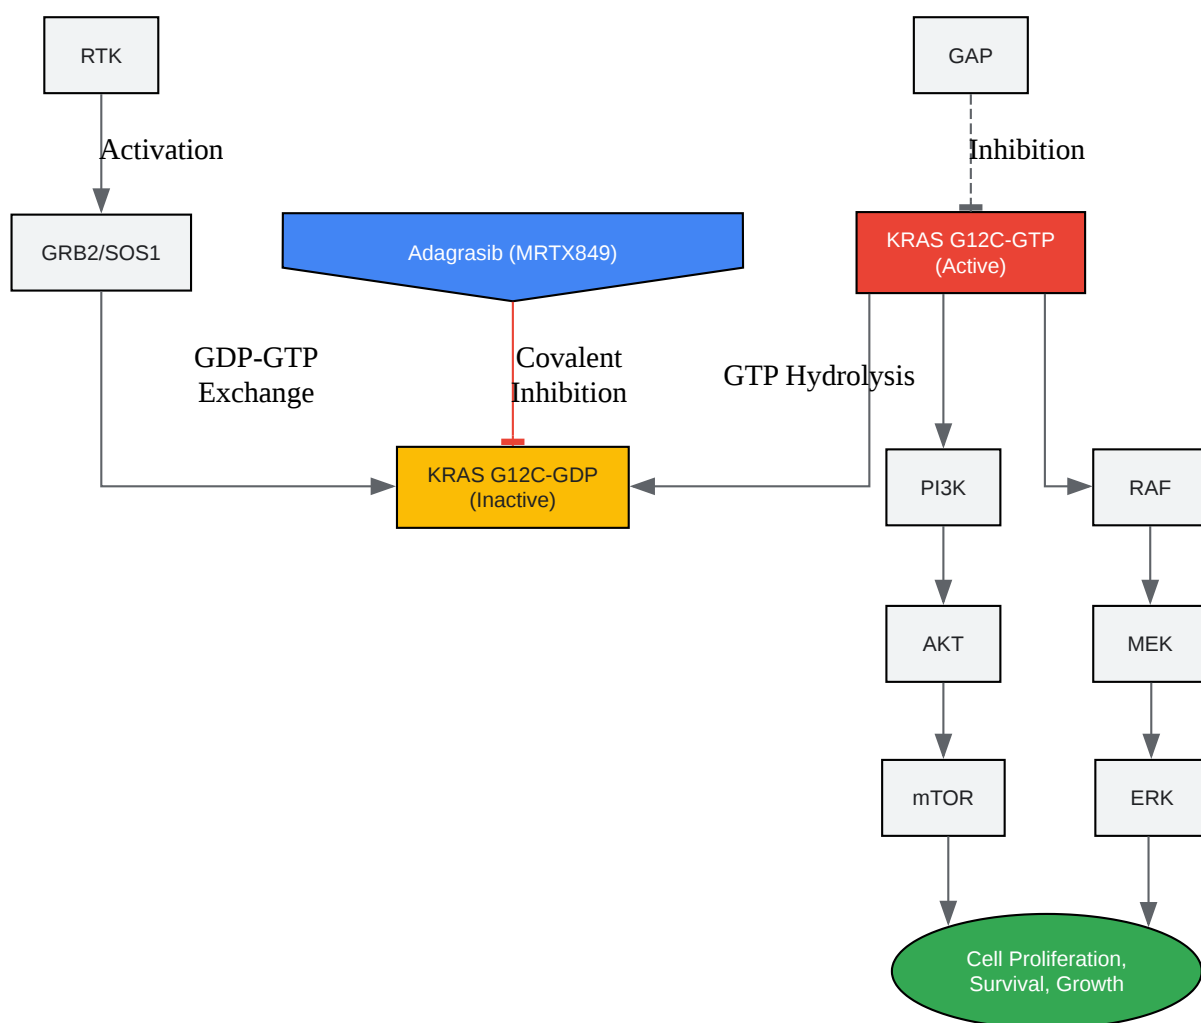 RTK
GAP
Activation
Inhibition
GRB2/SOS1
Adagrasib (MRTX849)
KRAS G12C-GTP
(Active)
GDP-GTP
Exchange
Covalent
Inhibition
GTP Hydrolysis
KRAS G12C-GDP
(Inactive)
PI3K
RAF
AKT
MEK
mTOR
ERK
Cell Proliferation,
Survival, Growth